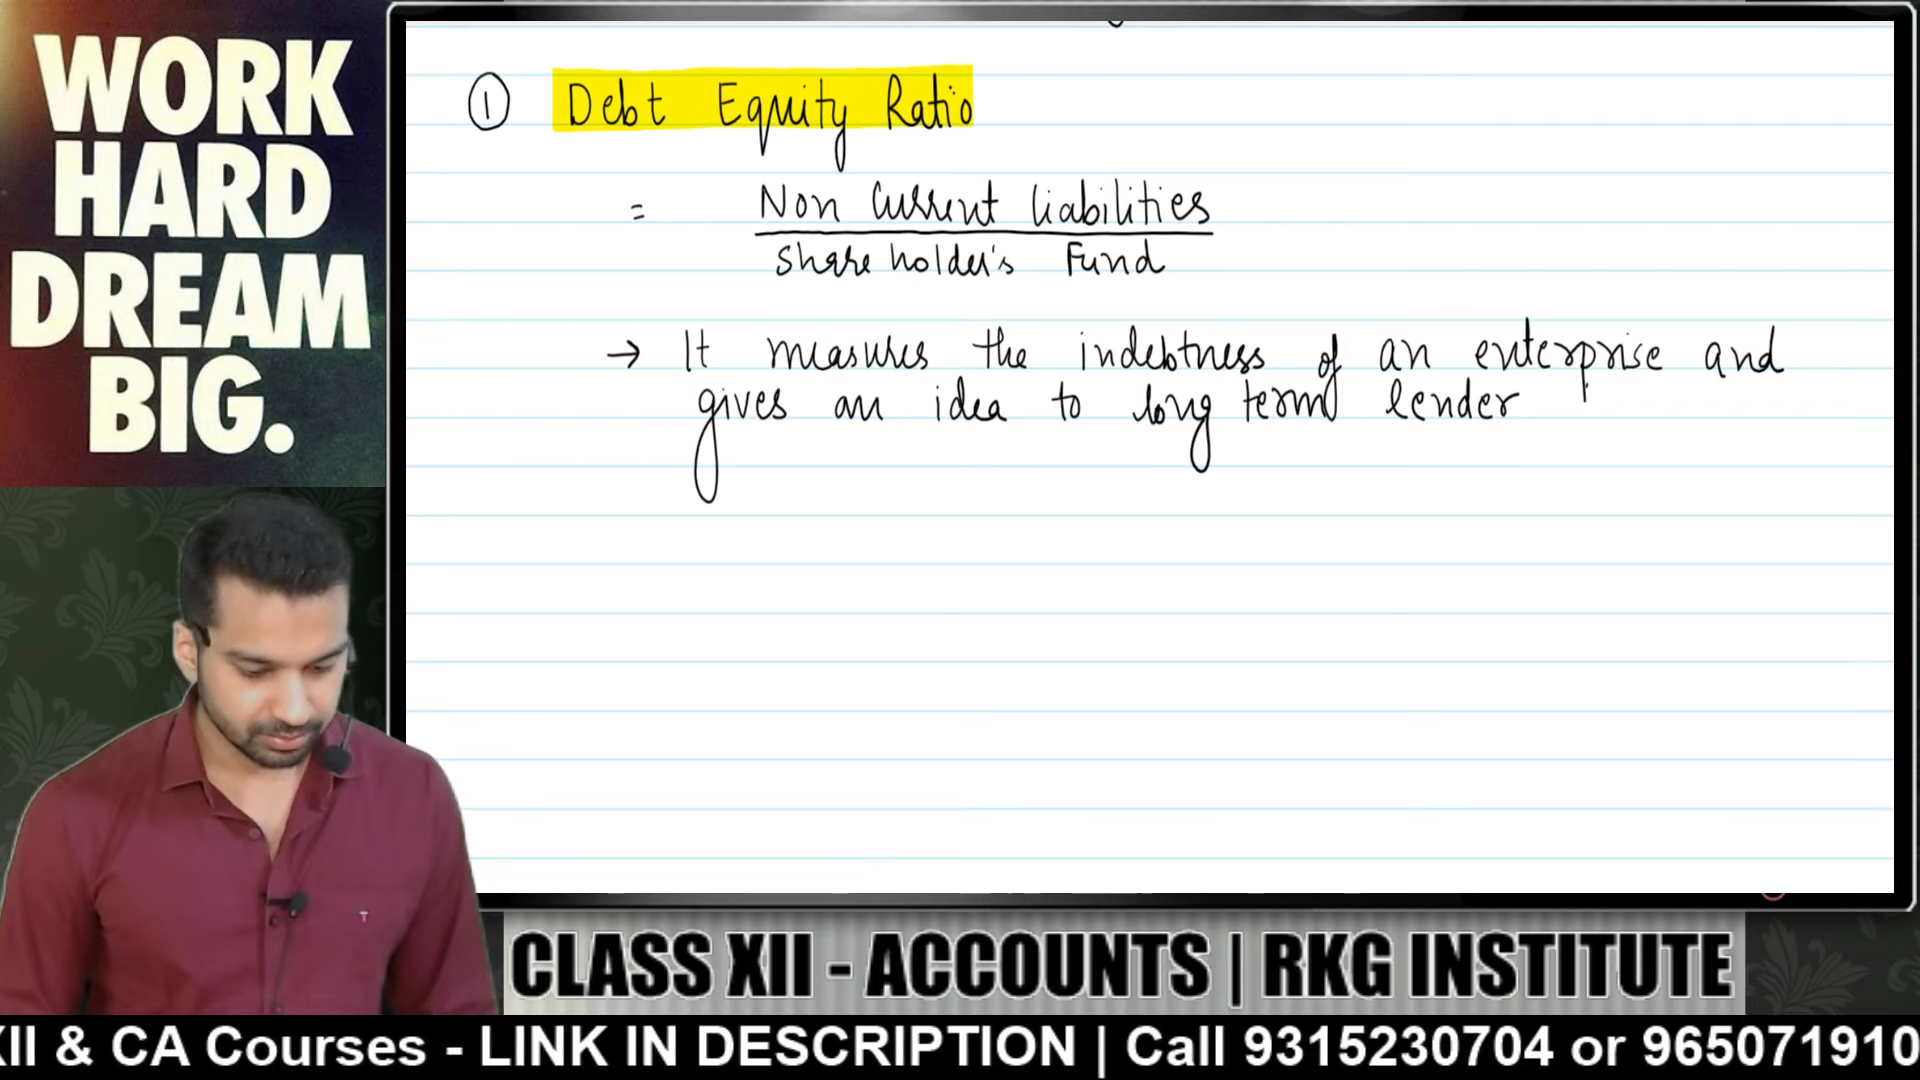 WORK
HARD
DREAM
BIG.
① Debt Equity Ratio
= Non Current liabilities
Shareholder's Fund
→ It measures the indebtness of an enterprise and
gives an idea to long term lender
CLASS XII - ACCOUNTS | RKG INSTITUTE
XII & CA Courses - LINK IN DESCRIPTION | Call 9315230704 or 965071910